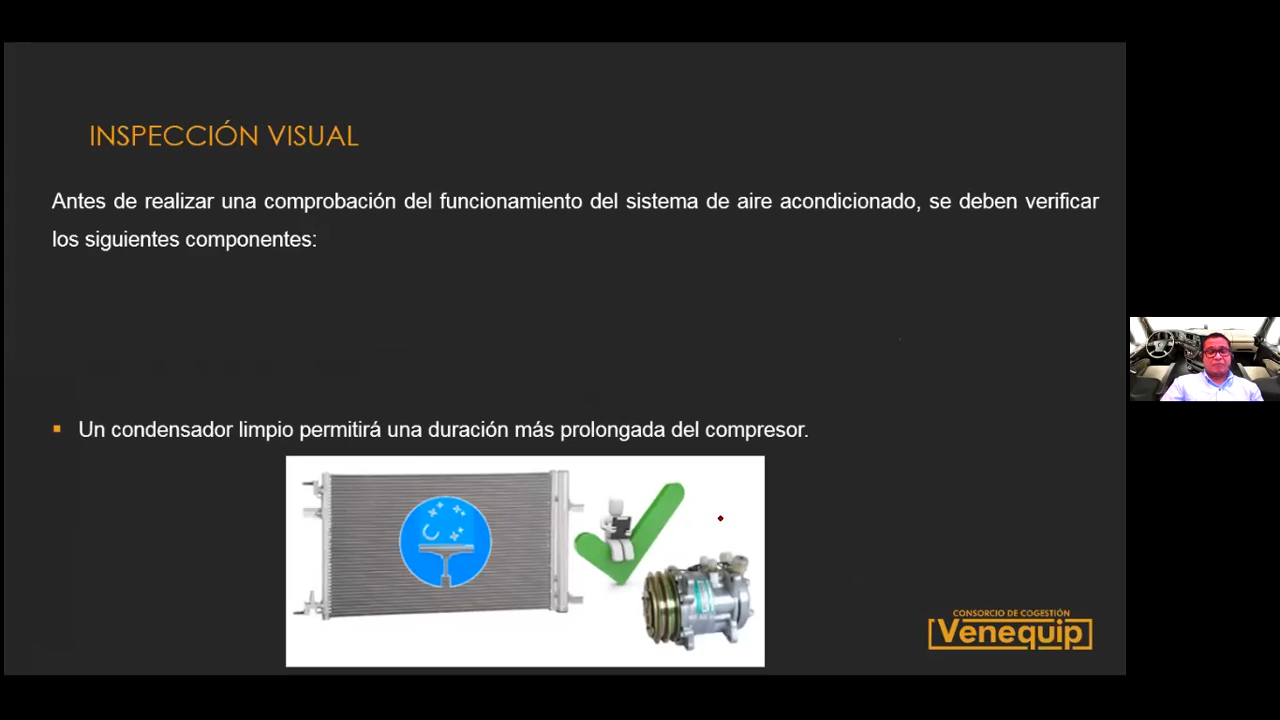 INSPECCIÓN VISUAL
Antes de realizar una comprobación del funcionamiento del sistema de aire acondicionado, se deben verificar
los siguientes componentes:
Un condensador limpio permitirá una duración más prolongada del compresor.
CONSORCIO DE COGESTIÓN
Venequip